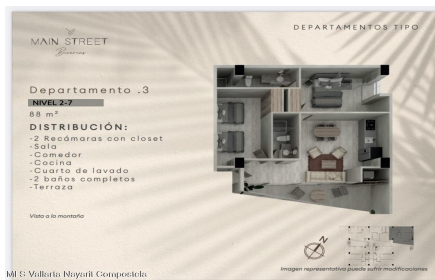 DEPARTAMENTOS TIPO
MAIN STREET
Bucerías
Departamento .3
NIVEL 2-7
88 m²
DISTRIBUCIÓN:
-2 Recámaras con closet
-Sala
-Comedor
-Cocina
-Cuarto de lavado
-2 baños completos
-Terraza
Vista a la montaña
N
Imagen representativa puede sufrir modificaciones
MLS Vallarta Nayarit Compostela